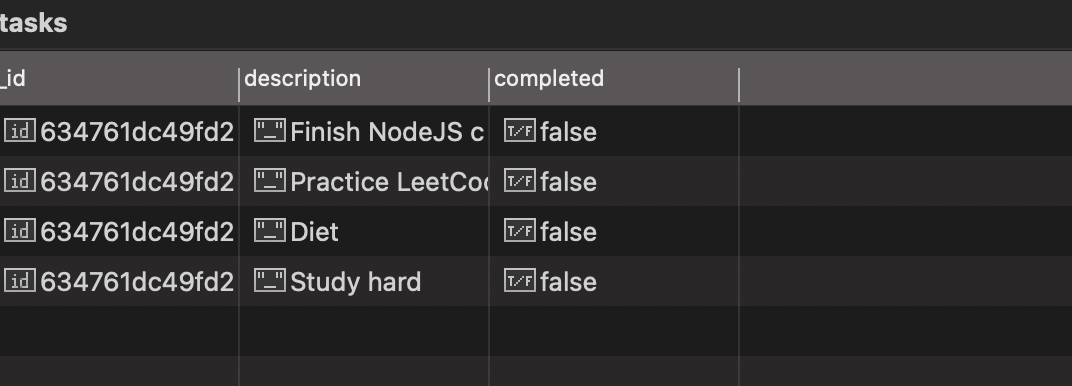 tasks
_id description completed
id 634761dc49fd2 "_" Finish NodeJS c T/F false
id 634761dc49fd2 "_" Practice LeetCo T/F false
id 634761dc49fd2 "_" Diet T/F false
id 634761dc49fd2 "_" Study hard T/F false